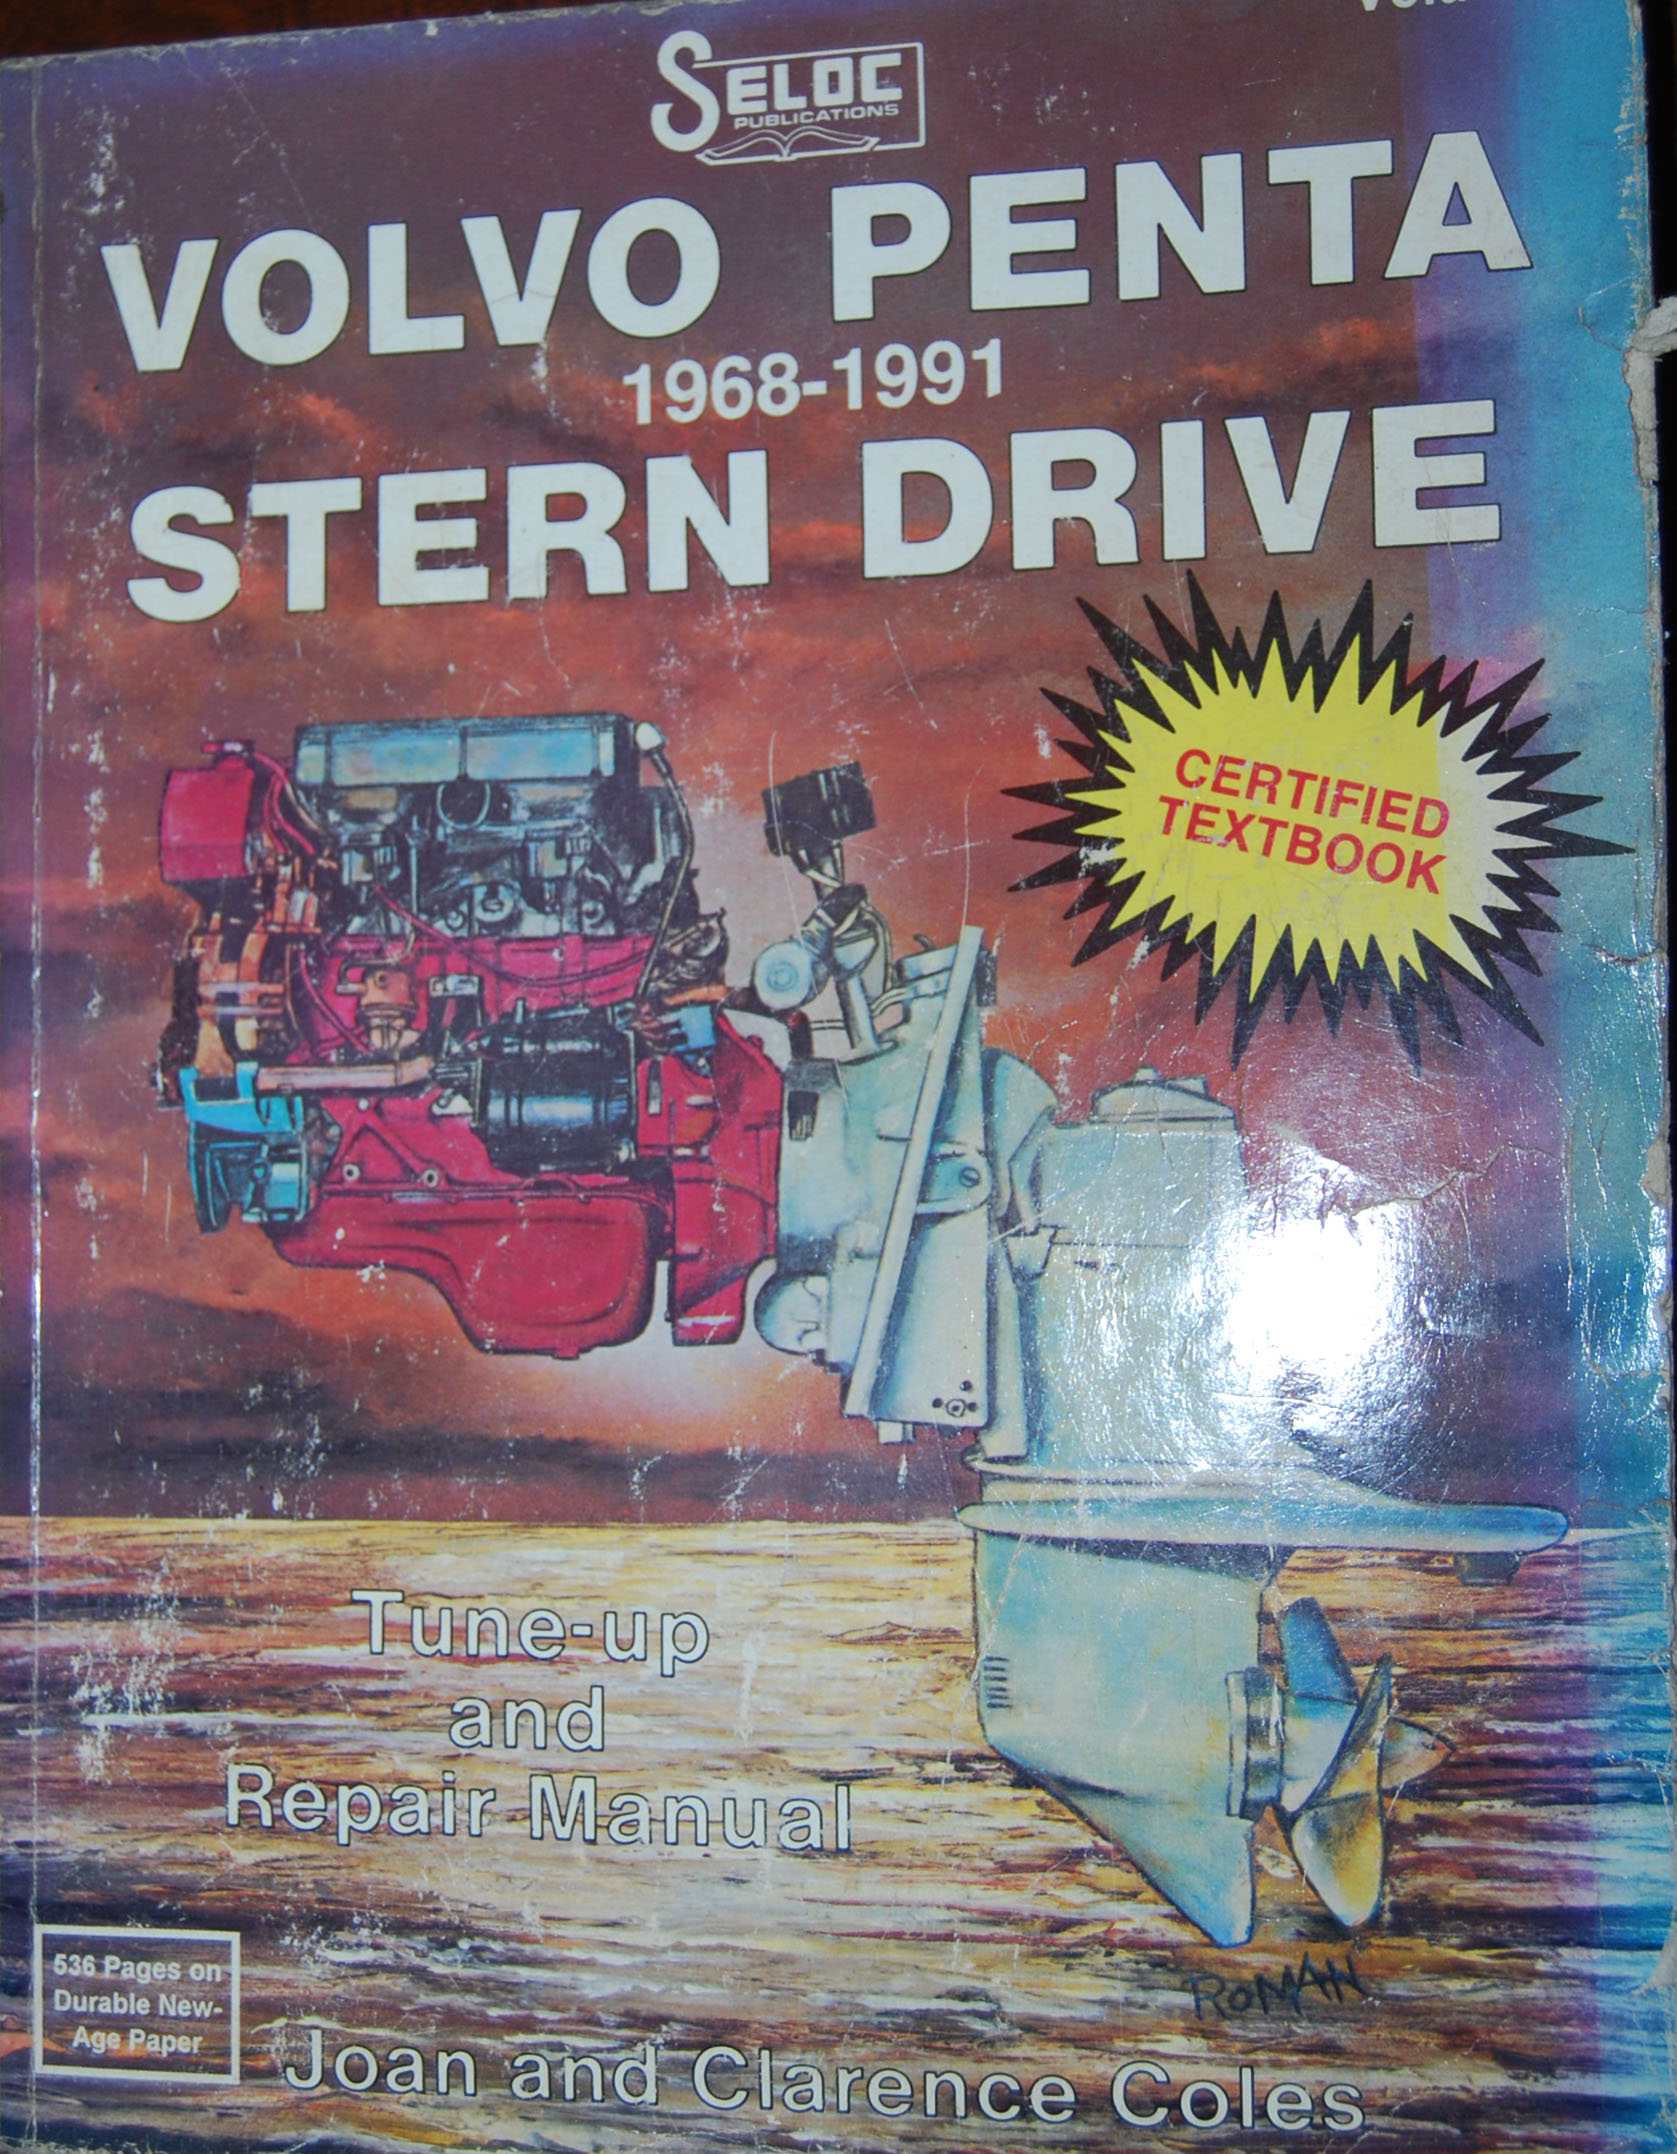 SELOC
PUBLICATIONS
VOLVO PENTA
1968-1991
STERN DRIVE
CERTIFIED
TEXTBOOK
Tune-up
and
Repair Manual
ROMAN
536 Pages on
Durable New-
Age Paper
Joan and Clarence Coles